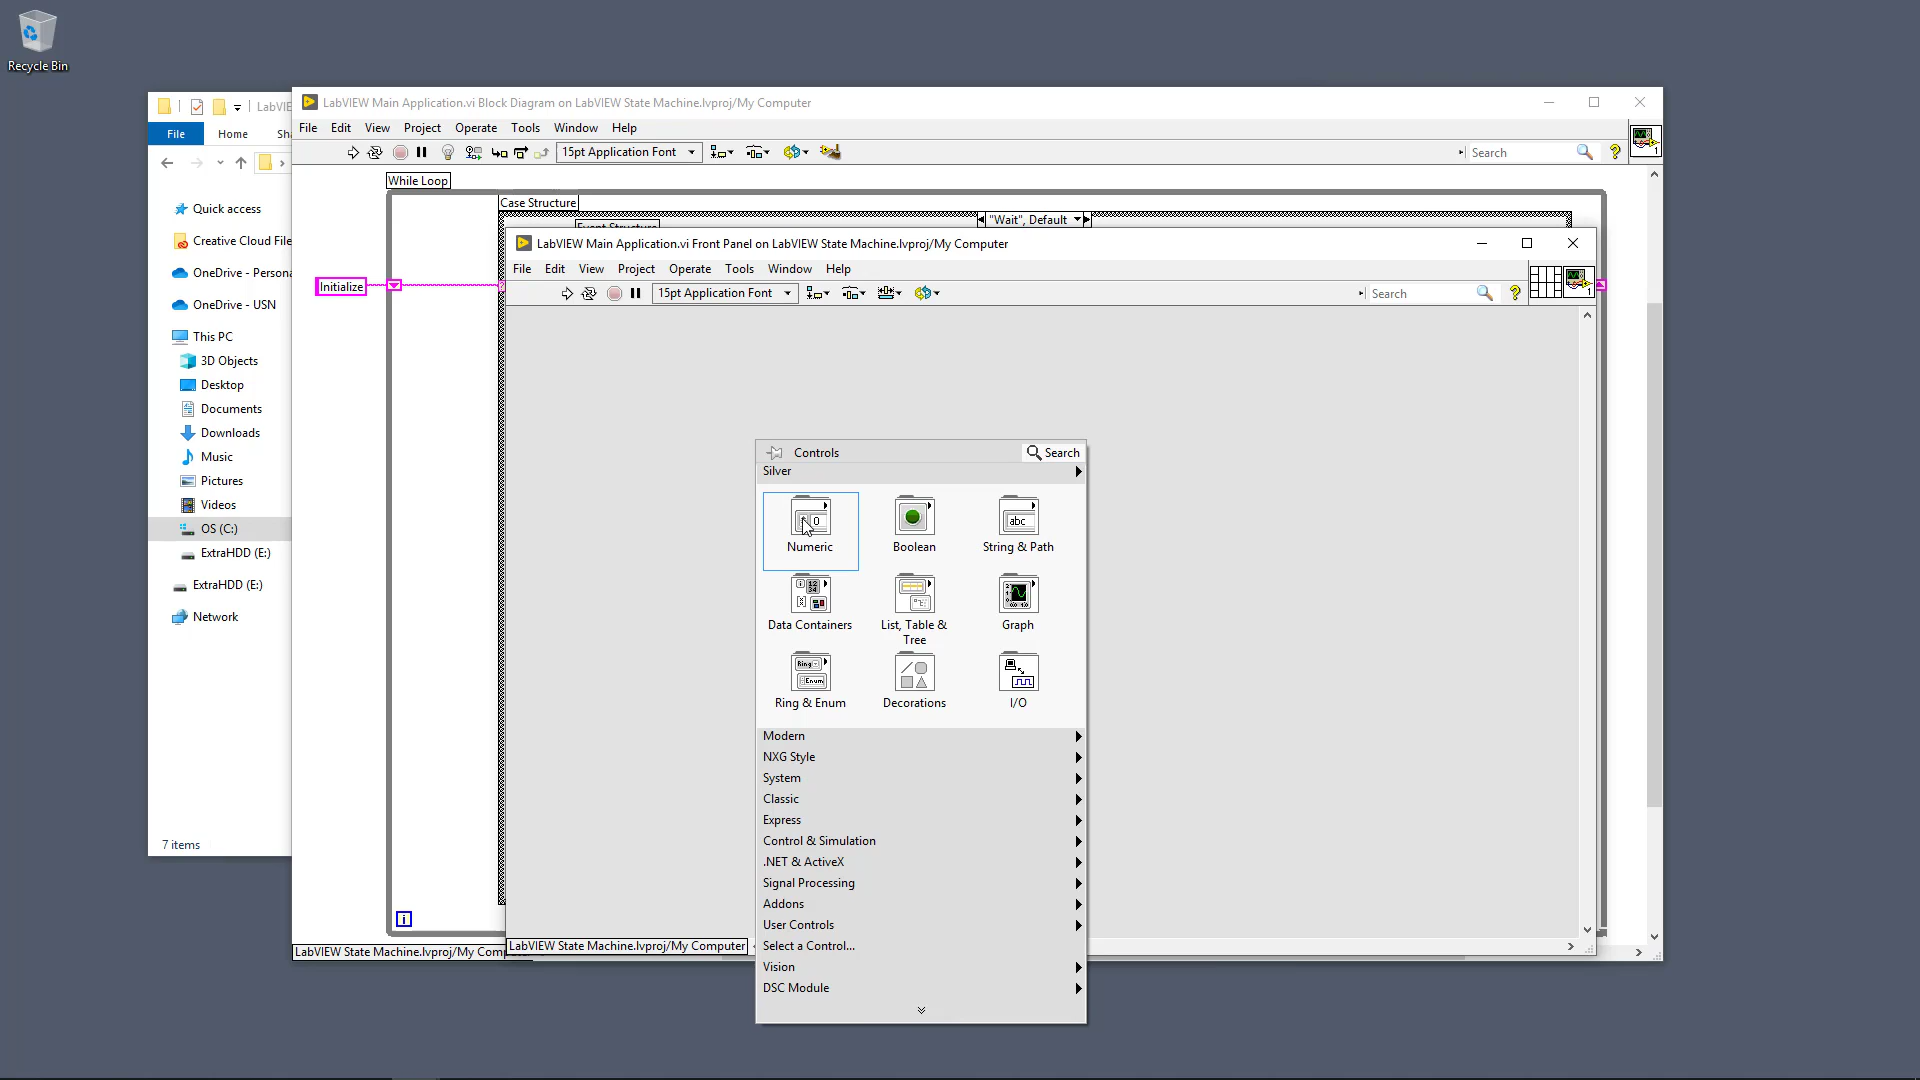 Recycle Bin
LabVIEW
File
Home
Sha
Quick access
Creative Cloud File
OneDrive - Persona
OneDrive - USN
This PC
3D Objects
Desktop
Documents
Downloads
Music
Pictures
Videos
OS (C:)
ExtraHDD (E:)
ExtraHDD (E:)
Network
7 items
LabVIEW Main Application.vi Block Diagram on LabVIEW State Machine.lvproj/My Computer
File Edit View Project Operate Tools Window Help
15pt Application Font
Search
1
While Loop
Case Structure
"Wait", Default
Event Structure
Initialize
i
LabVIEW State Machine.lvproj/My Comp
LabVIEW Main Application.vi Front Panel on LabVIEW State Machine.lvproj/My Computer
File Edit View Project Operate Tools Window Help
15pt Application Font
Search
1
LabVIEW State Machine.lvproj/My Computer
Controls
Search
Silver
Numeric
Boolean
String & Path
Data Containers
List, Table &
Tree
Graph
Ring & Enum
Decorations
I/O
Modern
NXG Style
System
Classic
Express
Control & Simulation
.NET & ActiveX
Signal Processing
Addons
User Controls
Select a Control...
Vision
DSC Module